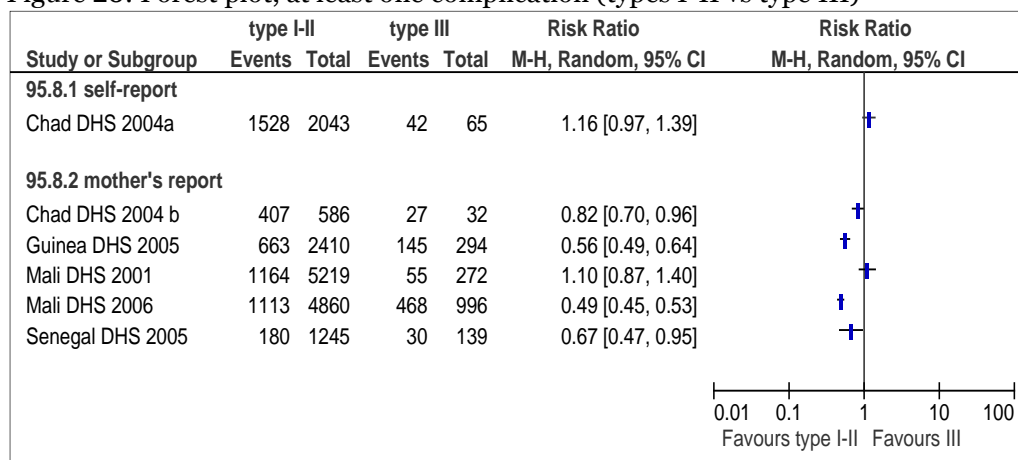 Figure 28: Forest plot, at least one complication (types I-II vs type III)
type I-II type III Risk Ratio Risk Ratio
Study or Subgroup Events Total Events Total M-H, Random, 95% CI M-H, Random, 95% CI
95.8.1 self-report
Chad DHS 2004a 1528 2043 42 65 1.16 [0.97, 1.39]
95.8.2 mother's report
Chad DHS 2004 b 407 586 27 32 0.82 [0.70, 0.96]
Guinea DHS 2005 663 2410 145 294 0.56 [0.49, 0.64]
Mali DHS 2001 1164 5219 55 272 1.10 [0.87, 1.40]
Mali DHS 2006 1113 4860 468 996 0.49 [0.45, 0.53]
Senegal DHS 2005 180 1245 30 139 0.67 [0.47, 0.95]
0.01 0.1 1 10 100
Favours type I-II Favours III